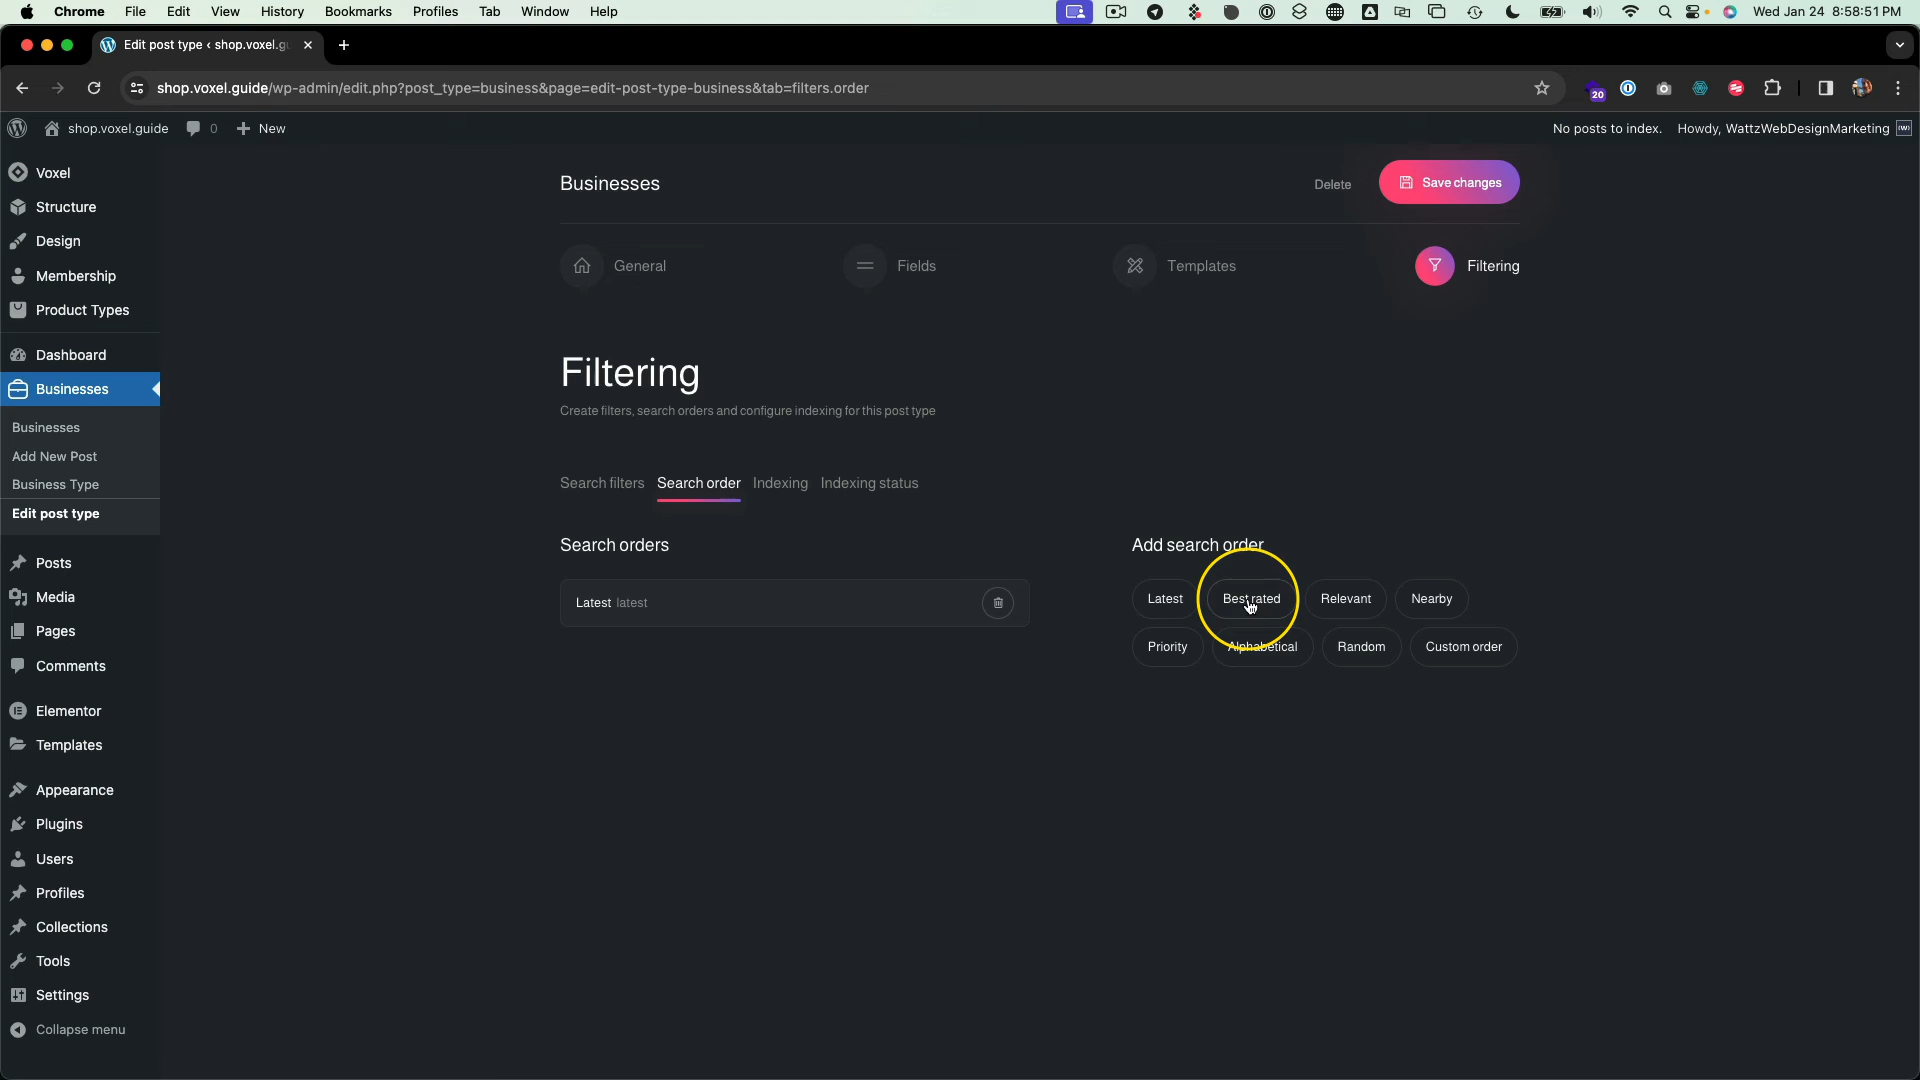 Chrome File Edit View History Bookmarks Profiles Tab Window Help Wed Jan 24 8:58:51 PM
Edit post type ‹ shop.voxel.gu
shop.voxel.guide/wp-admin/edit.php?post_type=business&page=edit-post-type-business&tab=filters.order
20
shop.voxel.guide 0 New No posts to index. Howdy, WattzWebDesignMarketing
Voxel
Structure
Design
Membership
Product Types
Dashboard
Businesses
Businesses
Add New Post
Business Type
Edit post type
Posts
Media
Pages
Comments
Elementor
Templates
Appearance
Plugins
Users
Profiles
Collections
Tools
Settings
Collapse menu
Businesses
Delete Save changes
General Fields Templates Filtering
Filtering
Create filters, search orders and configure indexing for this post type
Search filters Search order Indexing Indexing status
Search orders
Latest latest
Add search order
Latest Best rated Relevant Nearby
Priority Alphabetical Random Custom order